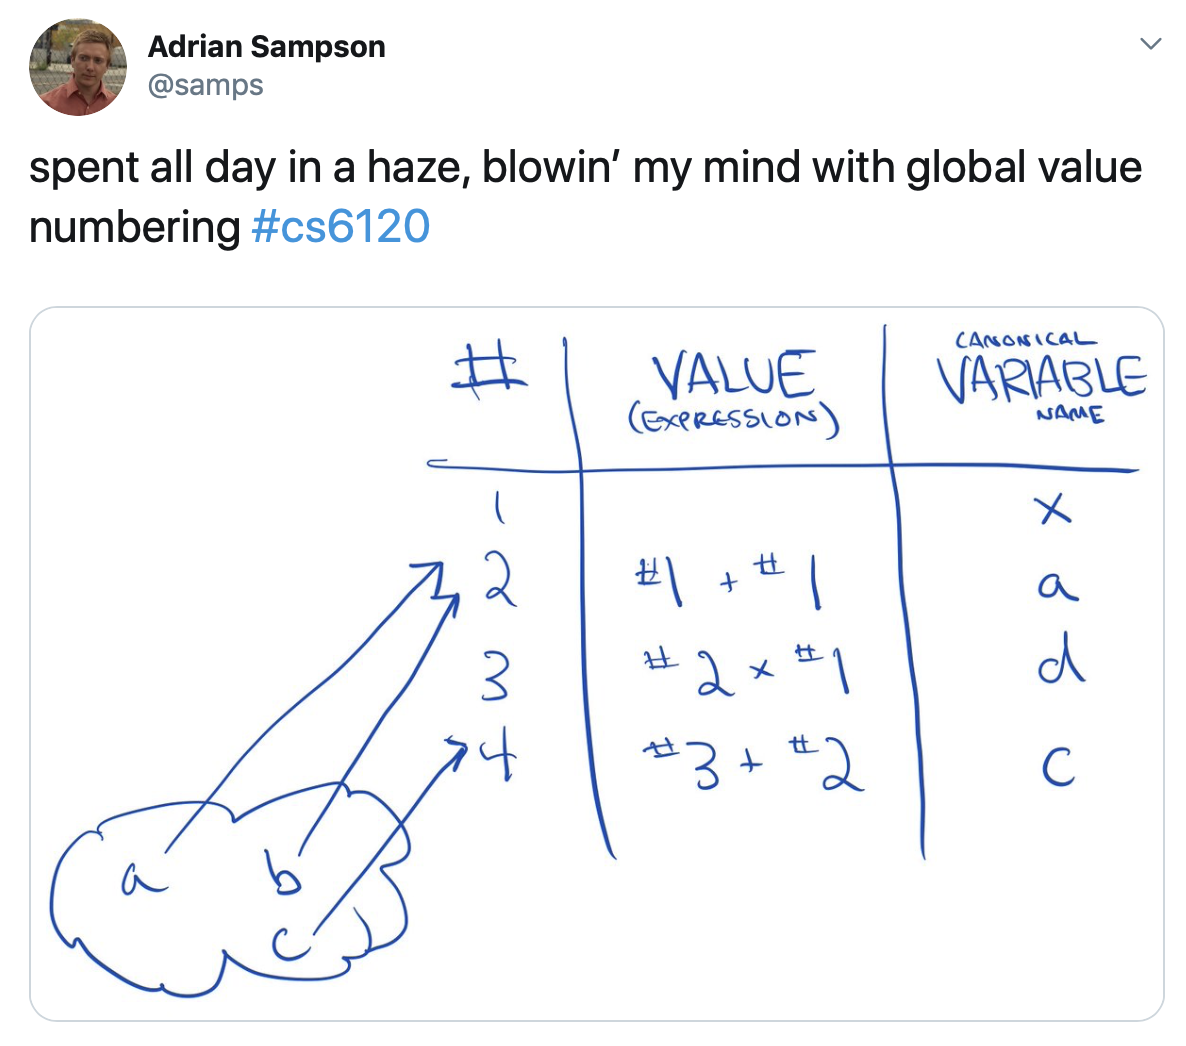 Adrian Sampson
@samps
spent all day in a haze, blowin’ my mind with global value
numbering #cs6120
# VALUE (EXPRESSION) CANONICAL VARIABLE NAME
1 x
2 #1 + #1 a
3 #2 x #1 d
4 #3 + #2 c
a b
c